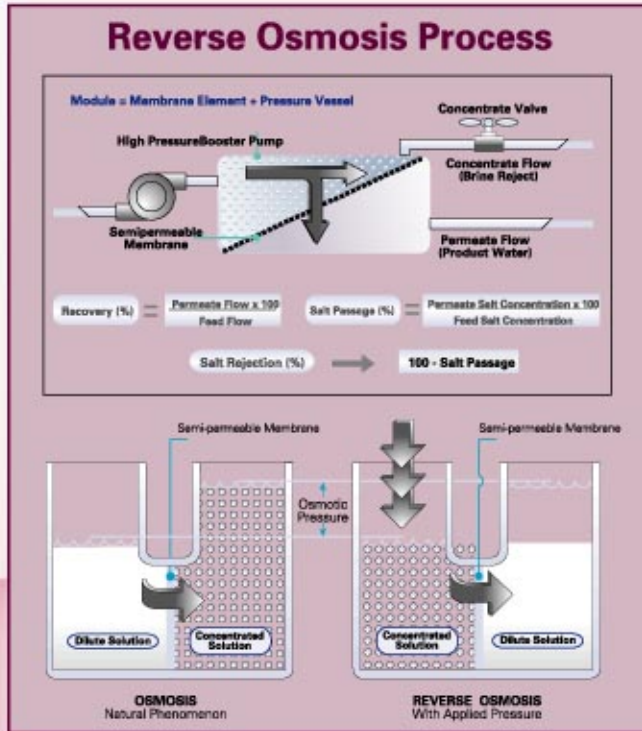 Reverse Osmosis Process
Module = Membrane Element + Pressure Vessel
Concentrate Valve
High PressureBooster Pump
Concentrate Flow
(Brine Reject)
Semipermeable
Membrane
Permeate Flow
(Product Water)
Recovery (%) = Permeate Flow x 100
Feed Flow
Salt Passage (%) = Permeate Salt Concentration x 100
Feed Salt Concentration
Salt Rejection (%) → 100 - Salt Passage
Semi-permeable Membrane
Semi-permeable Membrane
Osmotic
Pressure
Dilute Solution
Concentrated
Solution
Concentrated
Solution
Dilute Solution
OSMOSIS
Natural Phenomenon
REVERSE OSMOSIS
With Applied Pressure